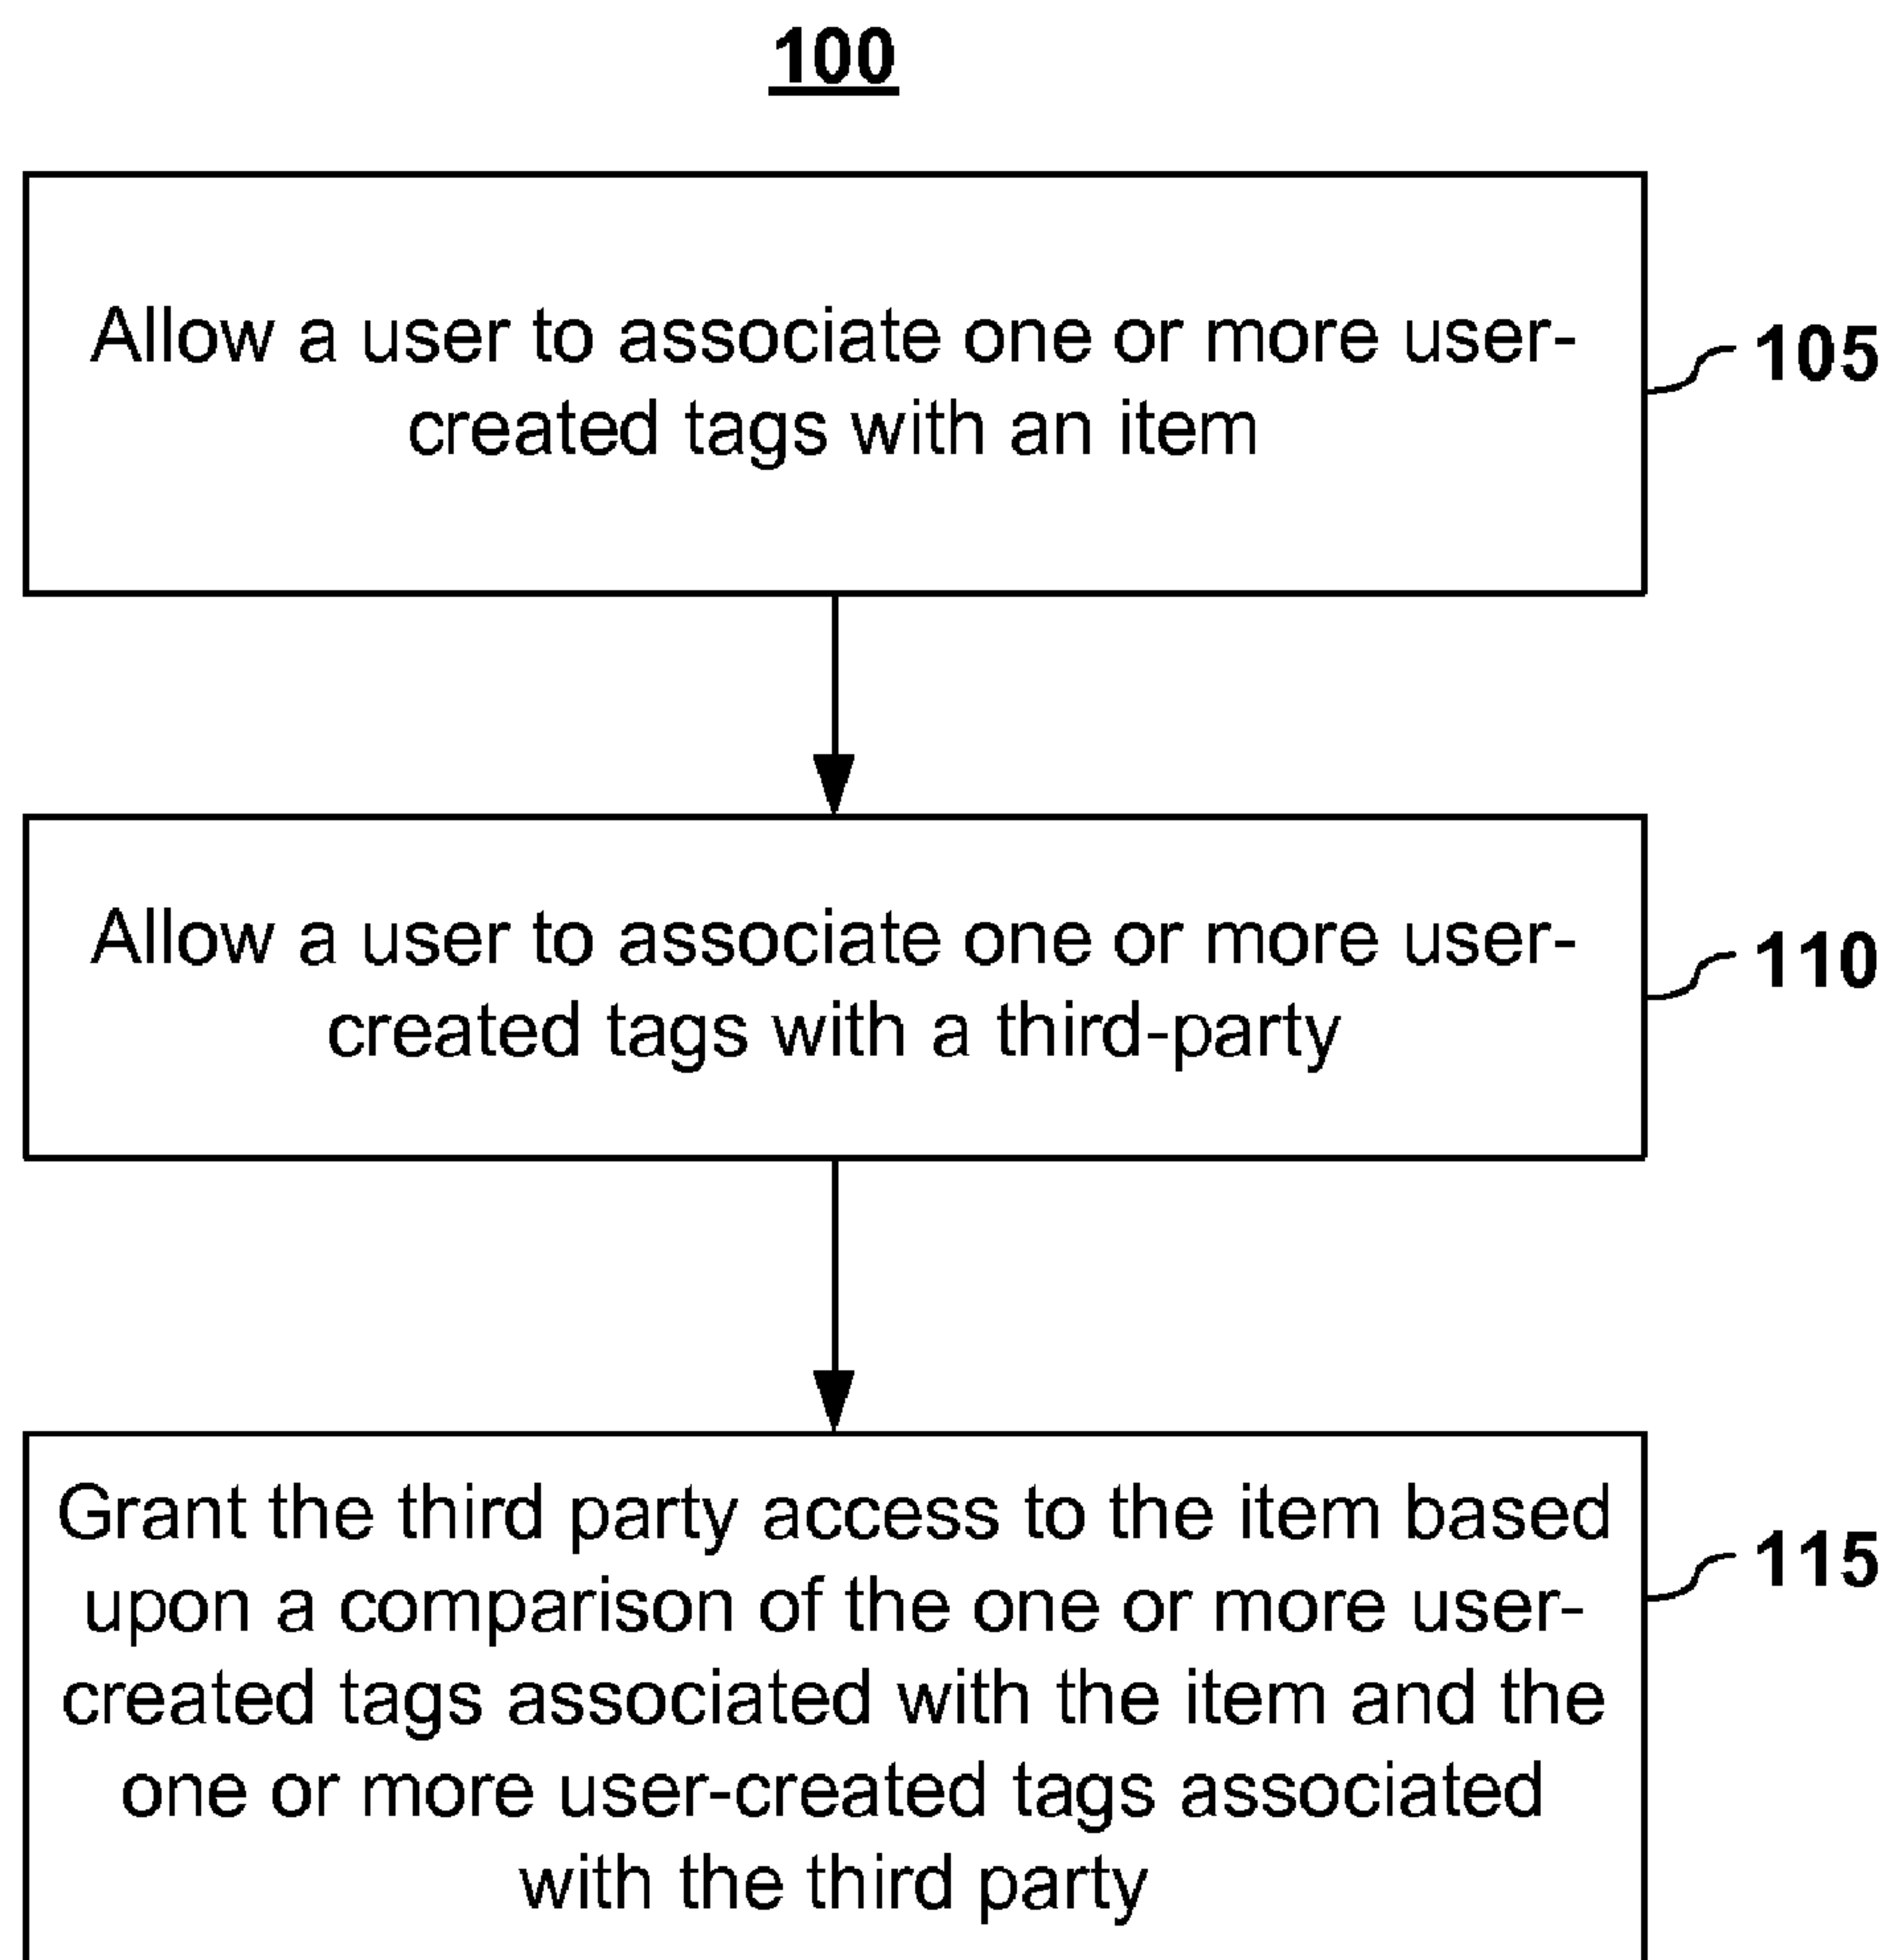 100
Allow a user to associate one or more user-
created tags with an item
105
Allow a user to associate one or more user-
created tags with a third-party
110
Grant the third party access to the item based
upon a comparison of the one or more user-
created tags associated with the item and the
one or more user-created tags associated
with the third party
115